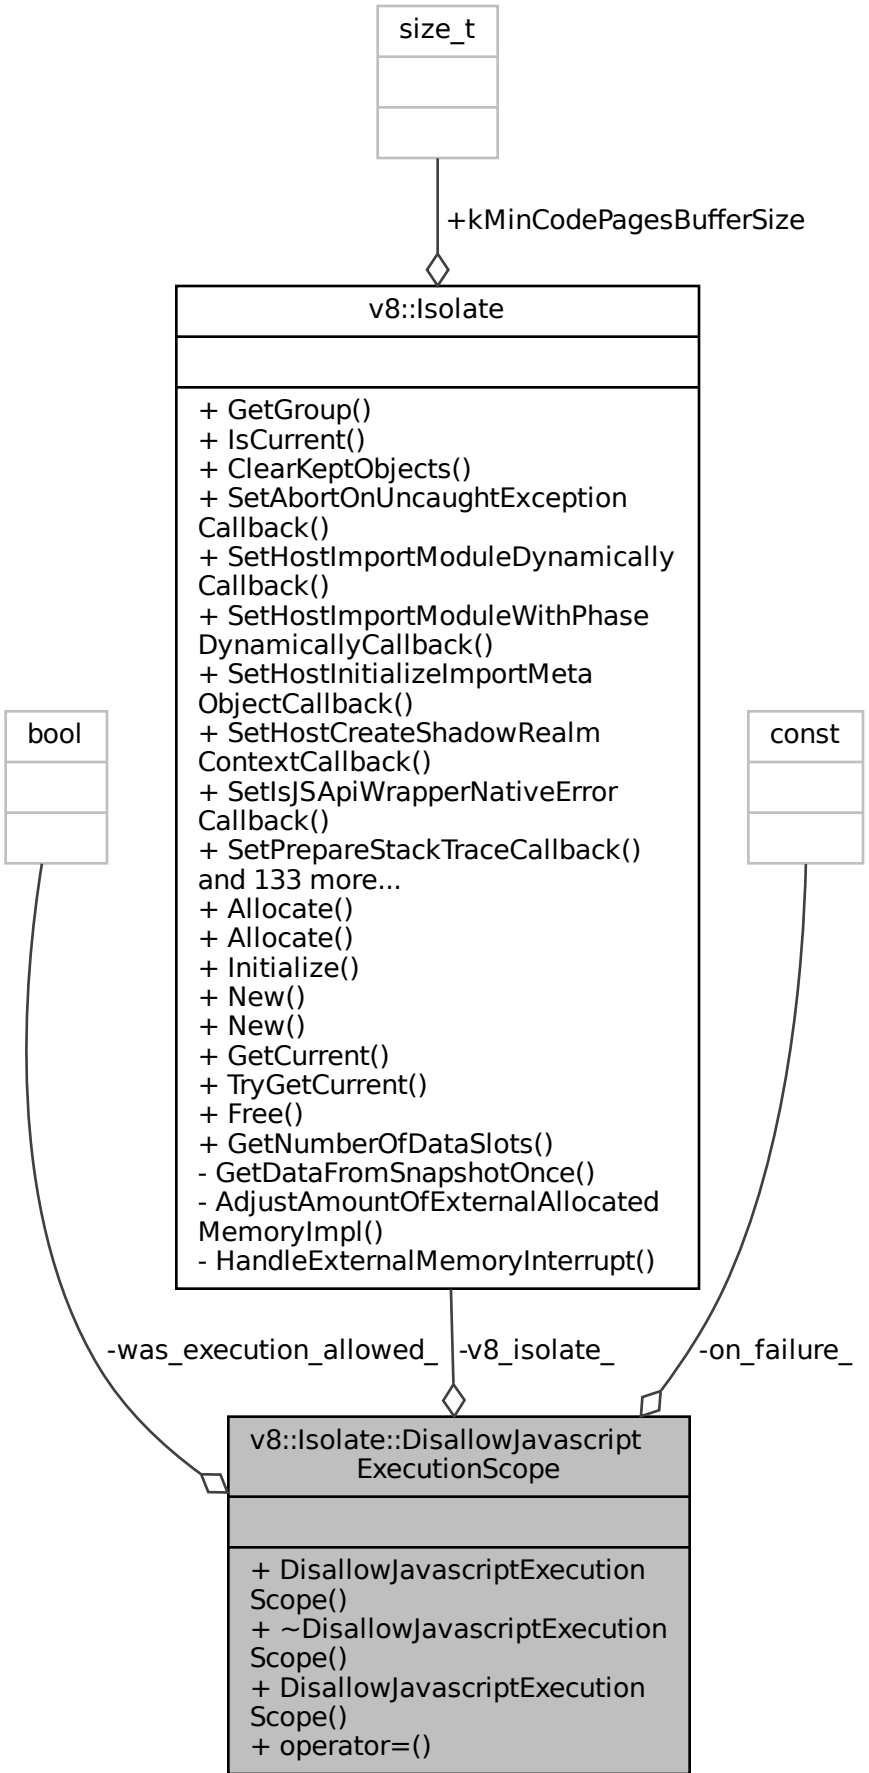 size_t
+kMinCodePagesBufferSize
v8::Isolate
+ GetGroup()
+ IsCurrent()
+ ClearKeptObjects()
+ SetAbortOnUncaughtException
Callback()
+ SetHostImportModuleDynamically
Callback()
+ SetHostImportModuleWithPhase
DynamicallyCallback()
+ SetHostInitializeImportMeta
ObjectCallback()
+ SetHostCreateShadowRealm
ContextCallback()
+ SetIsJSApiWrapperNativeError
Callback()
+ SetPrepareStackTraceCallback()
and 133 more...
+ Allocate()
+ Allocate()
+ Initialize()
+ New()
+ New()
+ GetCurrent()
+ TryGetCurrent()
+ Free()
+ GetNumberOfDataSlots()
- GetDataFromSnapshotOnce()
- AdjustAmountOfExternalAllocated
MemoryImpl()
- HandleExternalMemoryInterrupt()
bool
const
-was_execution_allowed_
-v8_isolate_
-on_failure_
v8::Isolate::DisallowJavascript
ExecutionScope
+ DisallowJavascriptExecution
Scope()
+ ~DisallowJavascriptExecution
Scope()
+ DisallowJavascriptExecution
Scope()
+ operator=()